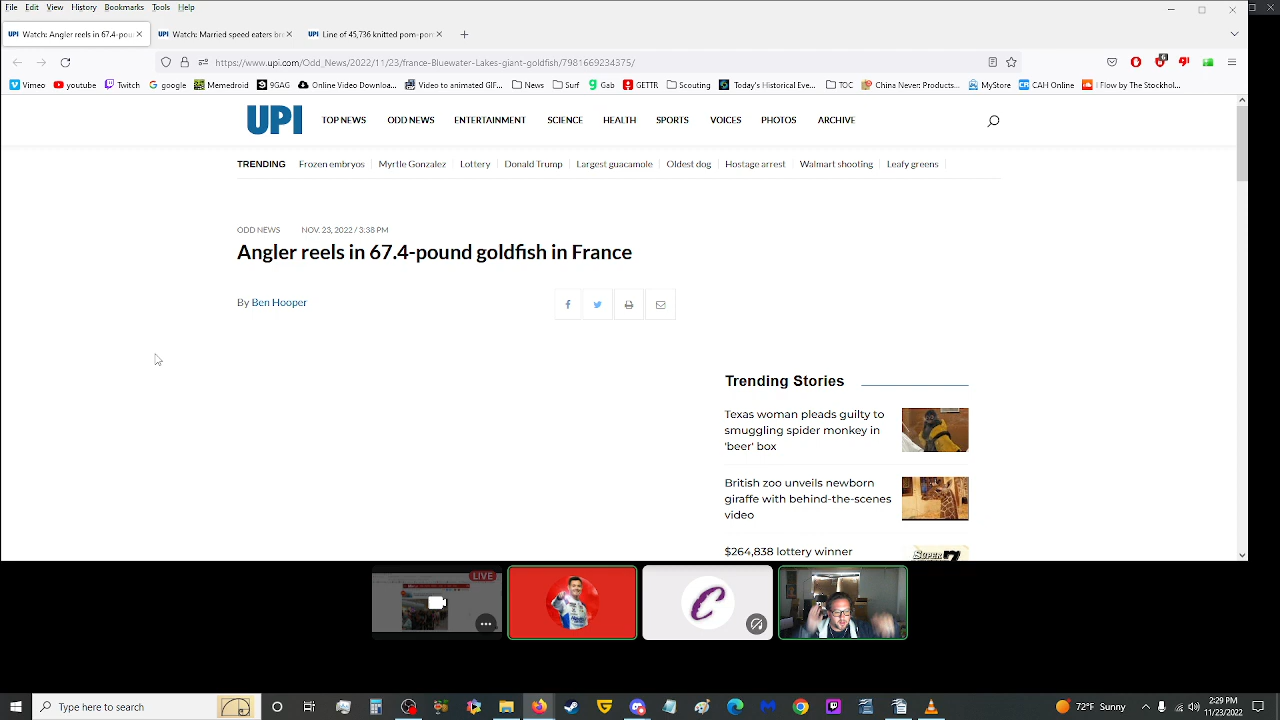 File Edit View History Bookmarks Tools Help
UPI Watch: Angler reels in 67.4-pou
UPI Watch: Married speed eaters br
UPI Line of 45,736 knitted pom-pon
https://www.upi.com/Odd_News/2022/11/23/france-Bluewater-Lakes-giant-goldfish/7981669234375/
Vimeo youtube Twitch google Memedroid 9GAG Online Video Downloa... Video to animated GIF... News Surf Gab GETTR Scouting Today's Historical Eve... TOC China Never: Products... MyStore CAH Online I Flow by The Stockhol...
UPI TOP NEWS ODD NEWS ENTERTAINMENT SCIENCE HEALTH SPORTS VOICES PHOTOS ARCHIVE
TRENDING Frozen embryos Myrtle Gonzalez Lottery Donald Trump Largest guacamole Oldest dog Hostage arrest Walmart shooting Leafy greens
ODD NEWS NOV. 23, 2022 / 3:38 PM
Angler reels in 67.4-pound goldfish in France
By Ben Hooper
Trending Stories
Texas woman pleads guilty to
smuggling spider monkey in
'beer' box
British zoo unveils newborn
giraffe with behind-the-scenes
video
$264,838 lottery winner
LIVE
C
Type here to search
72°F Sunny
2:29 PM
11/23/2022